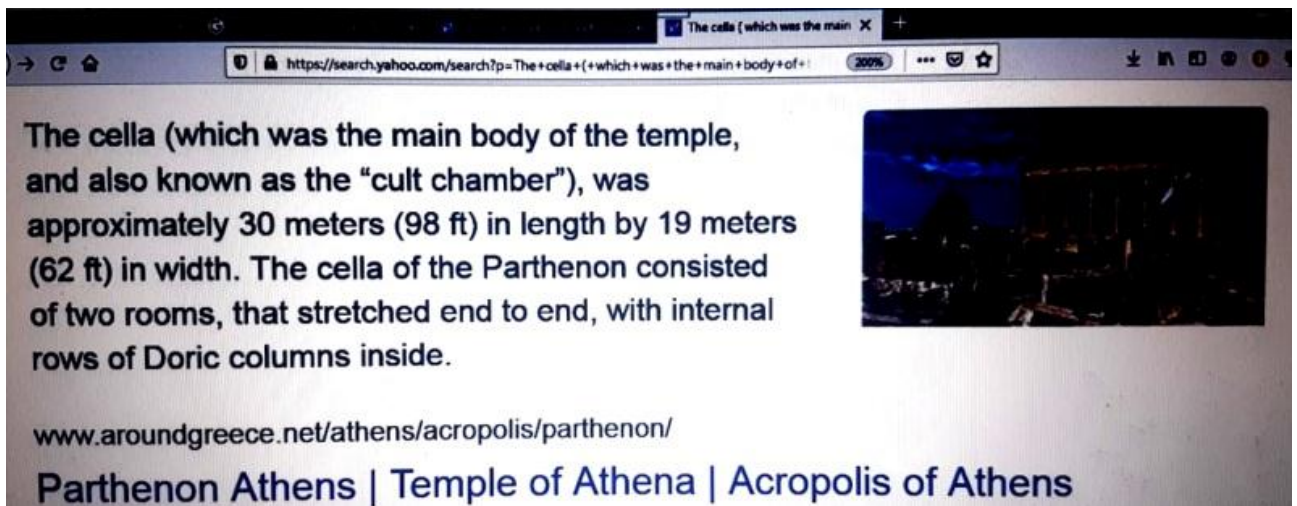 The cella ( which was the main
https://search.yahoo.com/search?p=The+cella+(+which+was+the+main+body+of+
200%
The cella (which was the main body of the temple,
and also known as the “cult chamber”), was
approximately 30 meters (98 ft) in length by 19 meters
(62 ft) in width. The cella of the Parthenon consisted
of two rooms, that stretched end to end, with internal
rows of Doric columns inside.
www.aroundgreece.net/athens/acropolis/parthenon/
Parthenon Athens | Temple of Athena | Acropolis of Athens